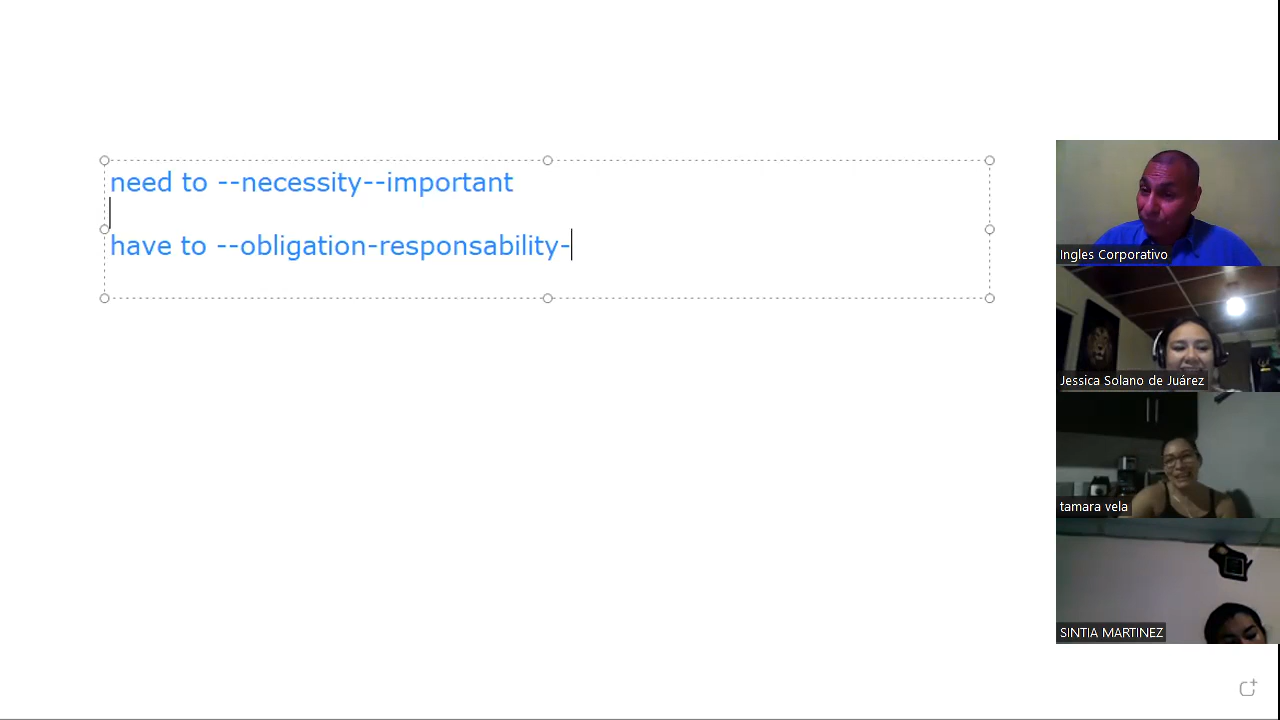 need to --necessity--important
have to --obligation-responsability-
Ingles Corporativo
Jessica Solano de Juárez
tamara vela
SINTIA MARTINEZ